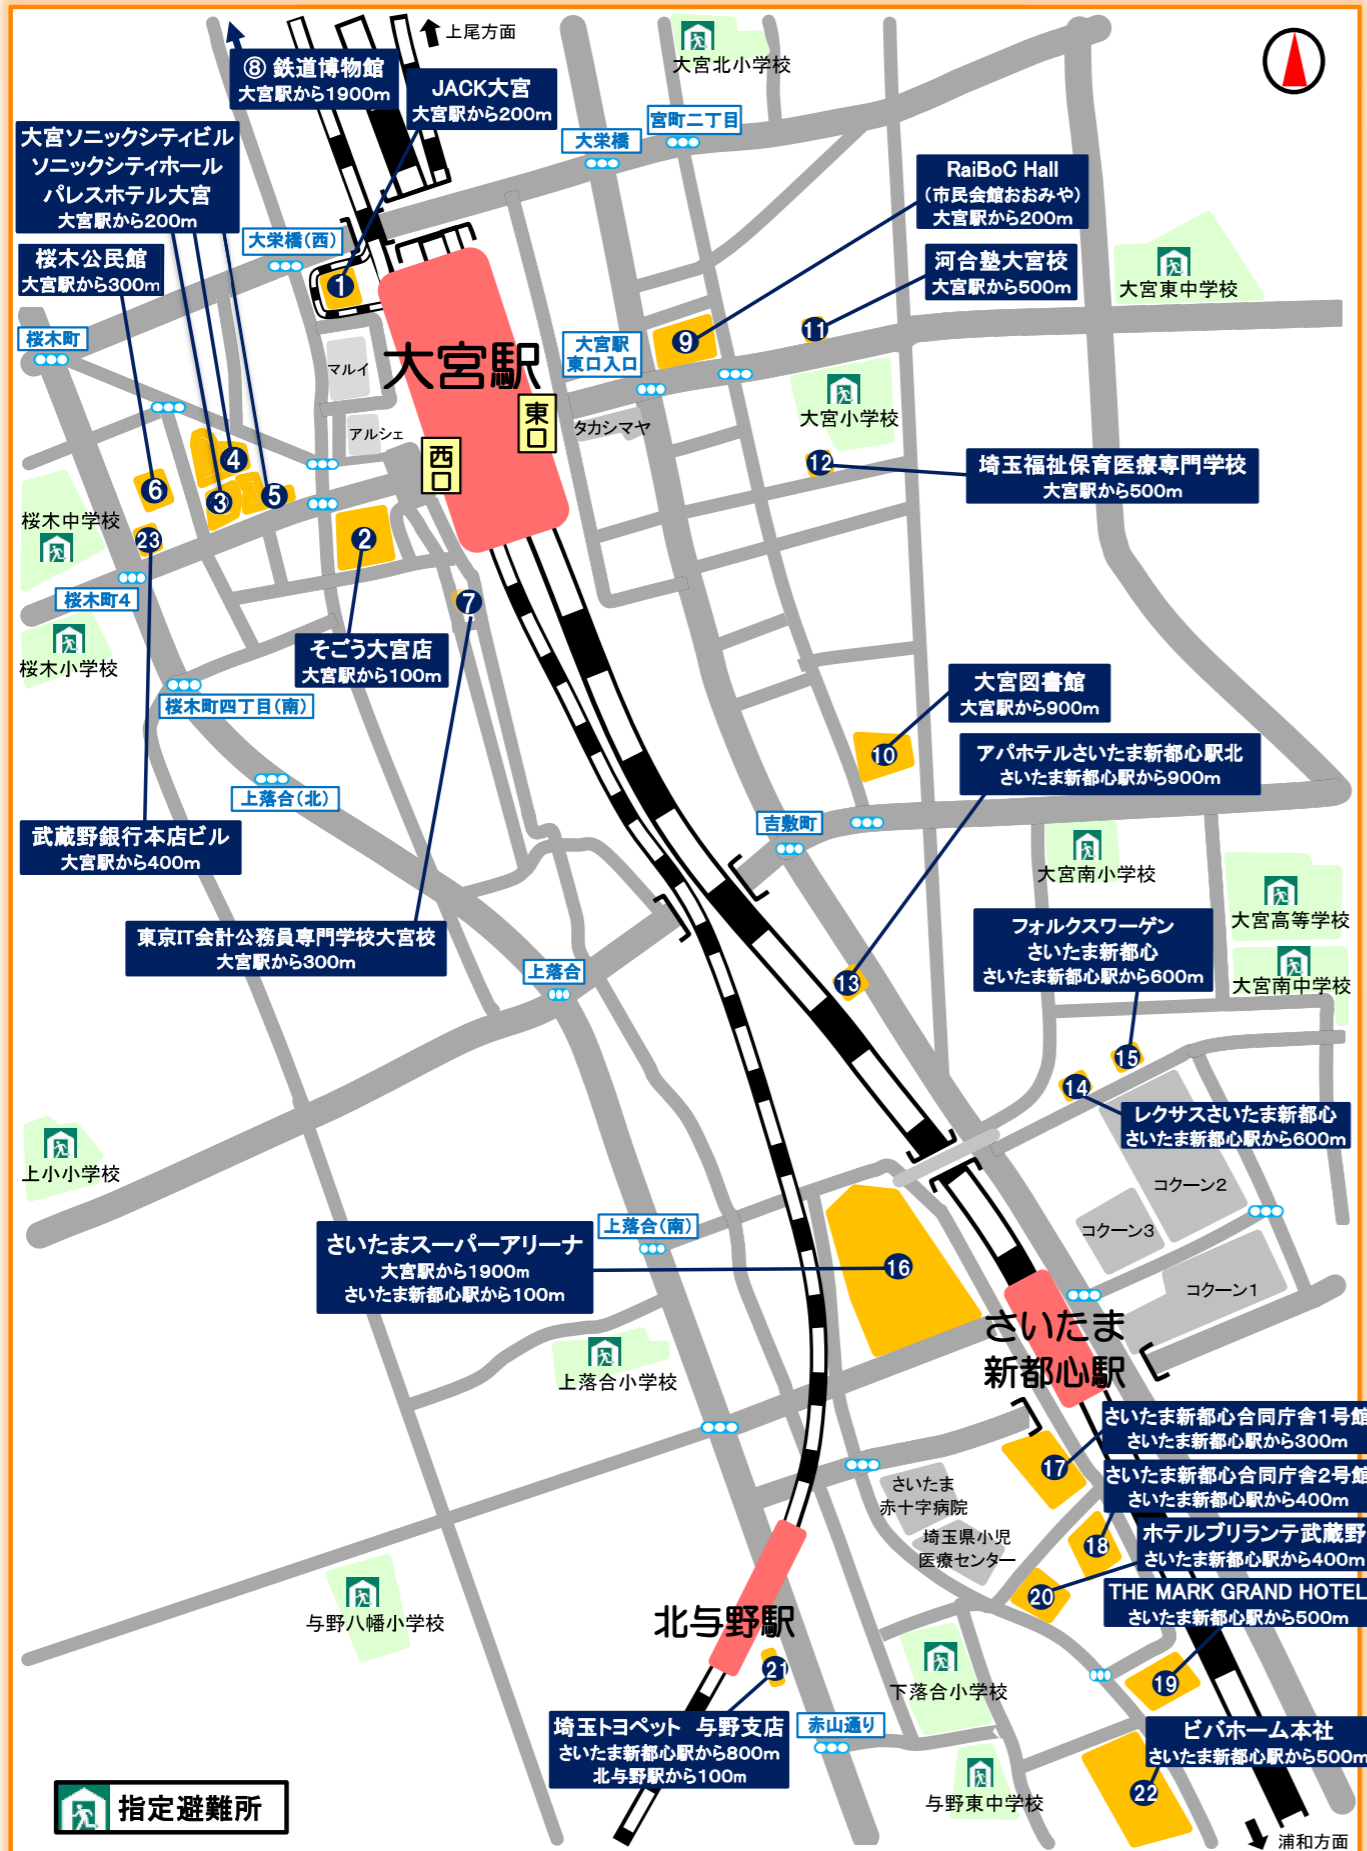 上尾方面
大宮北小学校
⑧ 鉄道博物館
大宮駅から1900m
JACK大宮
大宮駅から200m
宮町二丁目
大栄橋
大宮ソニックシティビル
ソニックシティホール
パレスホテル大宮
大宮駅から200m
RaiBoC Hall
(市民会館おおみや)
大宮駅から200m
大栄橋(西)
桜木公民館
大宮駅から300m
河合塾大宮校
大宮駅から500m
大宮東中学校
1
11
桜木町
大宮駅
東口入口
9
マルイ
大宮駅
東口
タカシマヤ
大宮小学校
アルシェ
西口
4
12
埼玉福祉保育医療専門学校
大宮駅から500m
6
3
5
桜木中学校
23
2
桜木町4
7
桜木小学校
そごう大宮店
大宮駅から100m
桜木町四丁目(南)
大宮図書館
大宮駅から900m
10
アパホテルさいたま新都心駅北
さいたま新都心駅から900m
上落合(北)
吉敷町
武蔵野銀行本店ビル
大宮駅から400m
大宮南小学校
大宮高等学校
東京IT会計公務員専門学校大宮校
大宮駅から300m
フォルクスワーゲン
さいたま新都心
さいたま新都心駅から600m
上落合
13
大宮南中学校
15
14
レクサスさいたま新都心
さいたま新都心駅から600m
上小小学校
コクーン2
コクーン3
上落合(南)
さいたまスーパーアリーナ
大宮駅から1900m
さいたま新都心駅から100m
16
コクーン1
さいたま
新都心駅
上落合小学校
さいたま新都心合同庁舎1号館
さいたま新都心駅から300m
17
さいたま
赤十字病院
さいたま新都心合同庁舎2号館
さいたま新都心駅から400m
埼玉県小児
医療センター
18
ホテルブリランテ武蔵野
さいたま新都心駅から400m
20
THE MARK GRAND HOTEL
さいたま新都心駅から500m
与野八幡小学校
北与野駅
21
19
下落合小学校
埼玉トヨペット 与野支店
さいたま新都心駅から800m
北与野駅から100m
赤山通り
ビバホーム本社
さいたま新都心駅から500m
22
与野東中学校
指定避難所
浦和方面